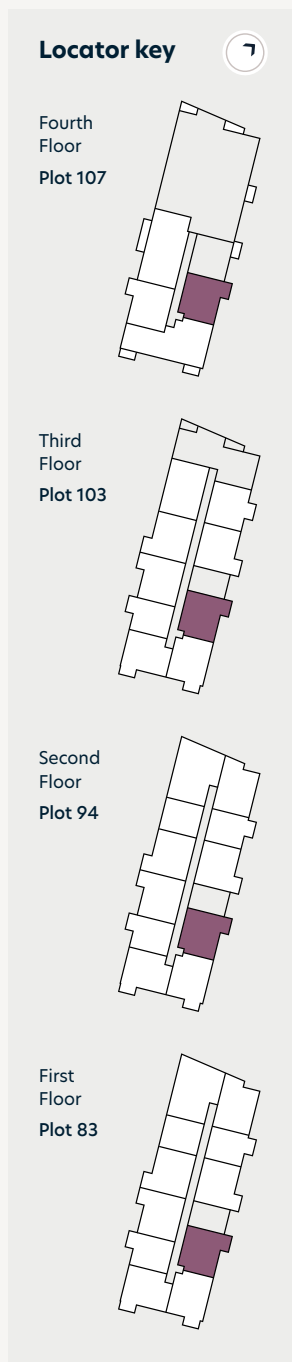 Locator key
Fourth
Floor
Plot 107
Third
Floor
Plot 103
Second
Floor
Plot 94
First
Floor
Plot 83